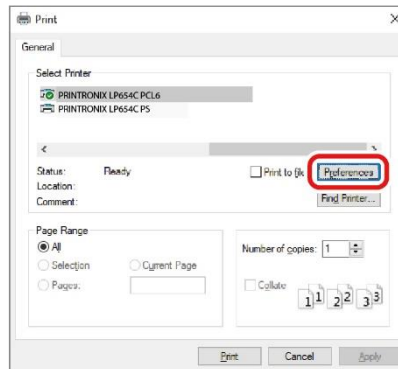 Print
General
Select Printer
PRINTRONIX LP654C PCL6
PRINTRONIX LP654C PS
Status: Ready
Print to file
Preferences
Location:
Comment:
Find Printer...
Page Range
All
Selection
Current Page
Pages:
Number of copies: 1
Collate
1 1 2 2 3 3
Print
Cancel
Apply